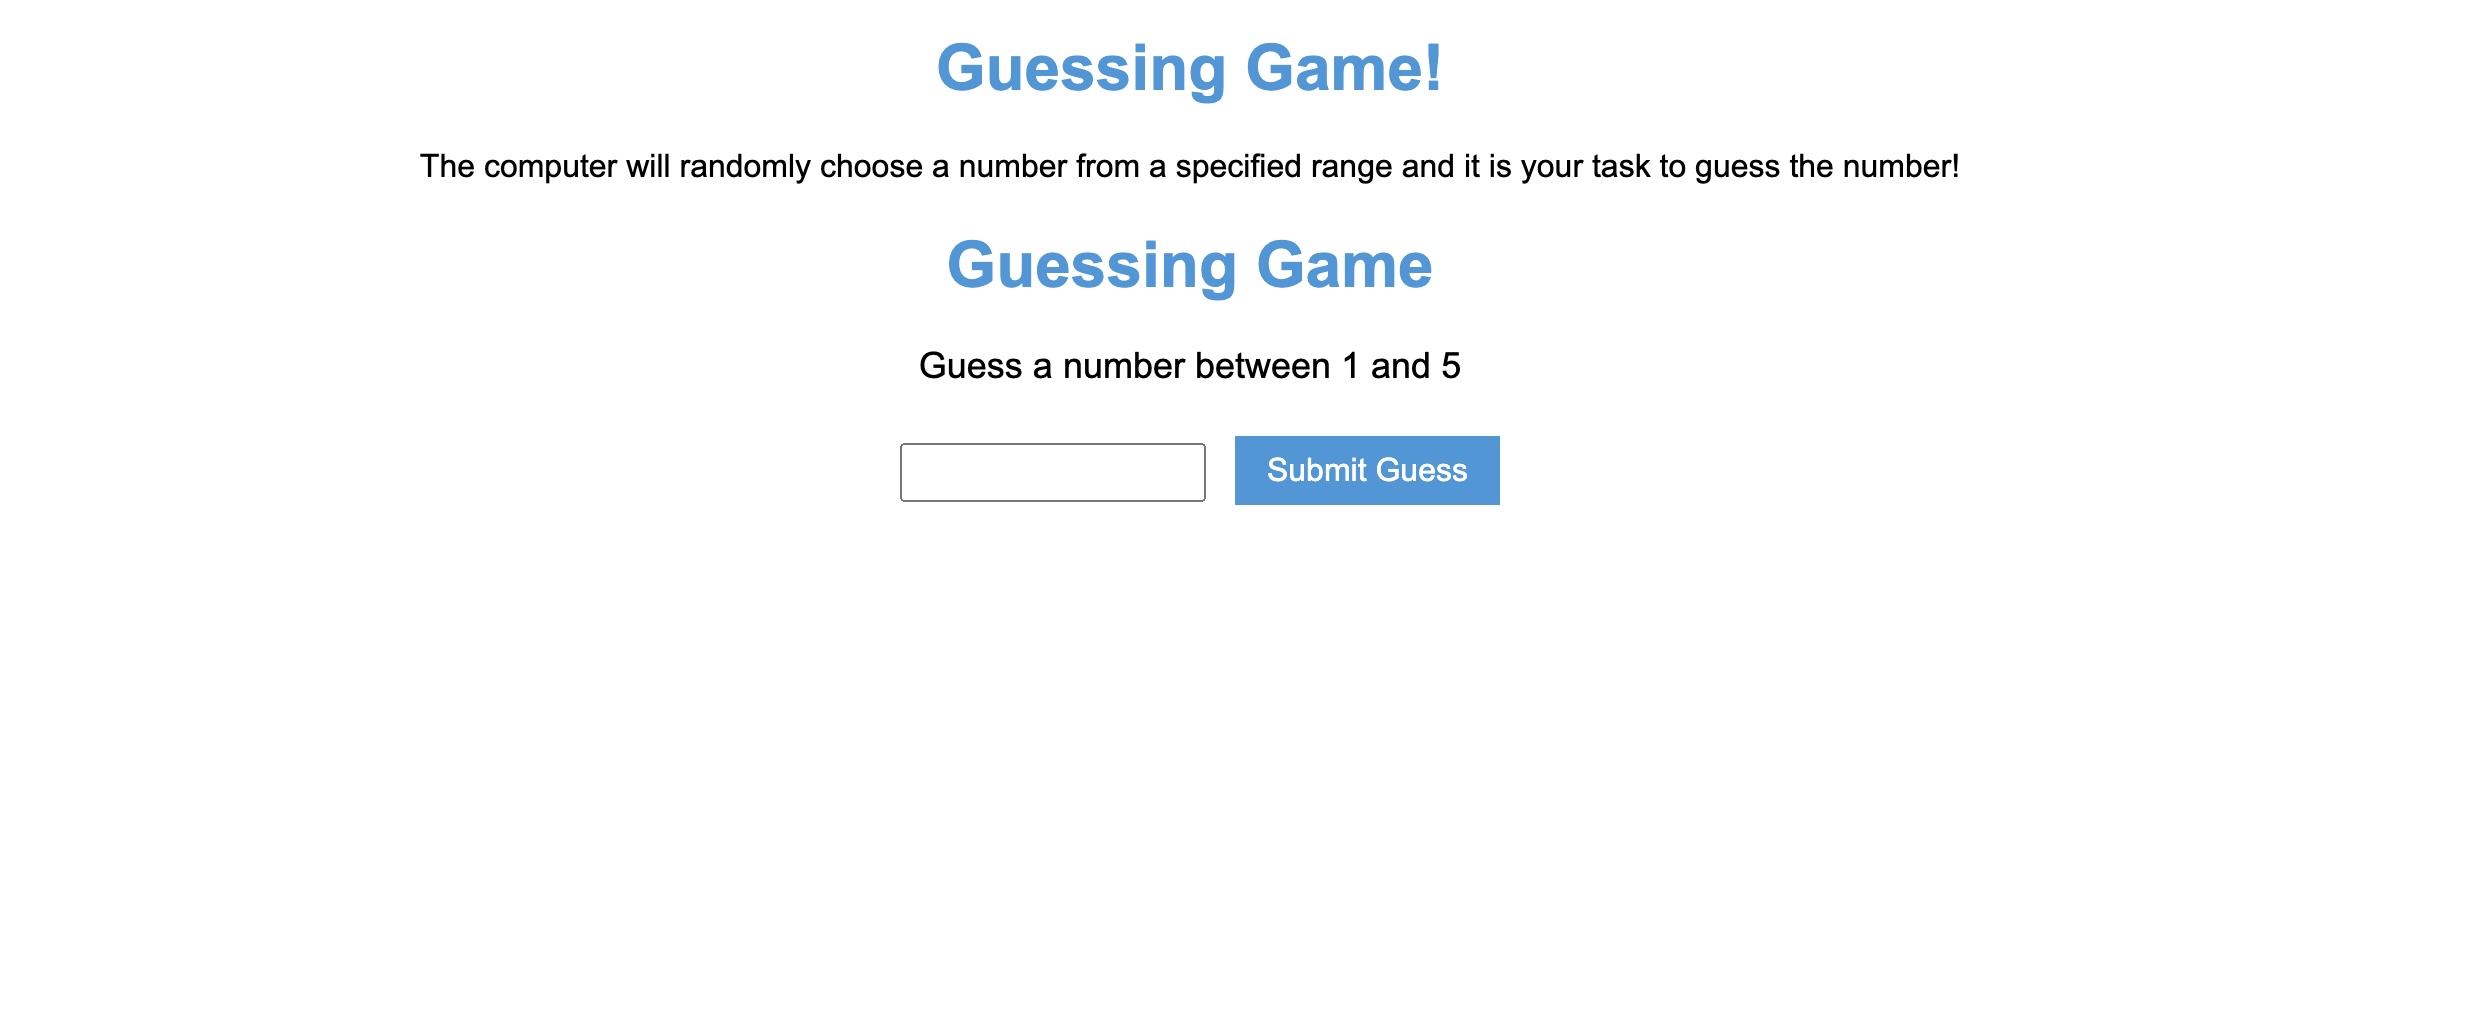 Guessing Game!
The computer will randomly choose a number from a specified range and it is your task to guess the number!
Guessing Game
Guess a number between 1 and 5
Submit Guess